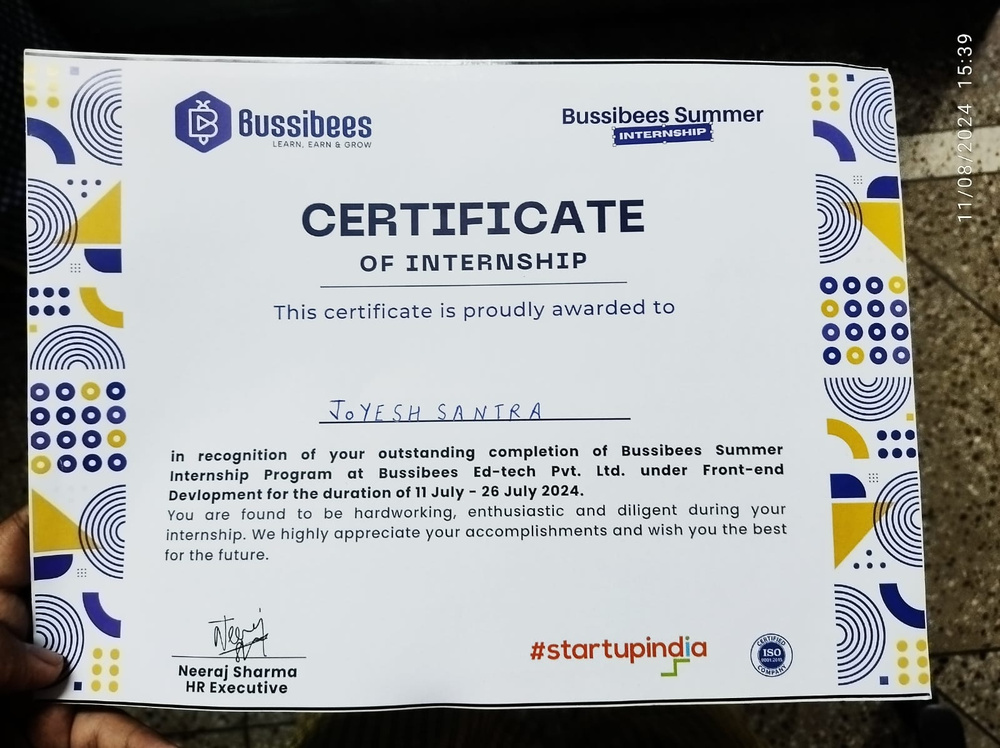 Bussibees
LEARN, EARN & GROW
Bussibees Summer
INTERNSHIP
CERTIFICATE
OF INTERNSHIP
This certificate is proudly awarded to
JOYESH SANTRA
in recognition of your outstanding completion of Bussibees Summer
Internship Program at Bussibees Ed-tech Pvt. Ltd. under Front-end
Devlopment for the duration of 11 July - 26 July 2024.
You are found to be hardworking, enthusiastic and diligent during your
internship. We highly appreciate your accomplishments and wish you the best
for the future.
Neeraj
Neeraj Sharma
HR Executive
#startupindia
CERTIFIED
ISO
9001:2015
COMPANY
11/08/2024 15:39